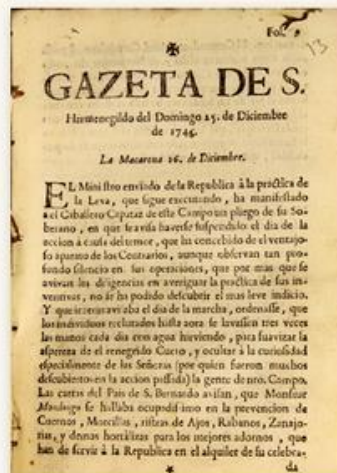 Fol.
13
GAZETA DE S.
Hermenegildo del Domingo 25. de Diciembre
de 1745.
La Macarena 26. de Diciembre.
EL Ministro enviado de la Republica à la práctica de
la Leva, que sigue executando, ha manifestado
al Caballero Capataz de este Campo un pliego de su So-
berano, en que se avisa haverse suspendido el dia de la
accion à causa del temor, que ha concebido de el ventajo-
so aparato de los Contrarios, aunque observan tan pro-
fundo silencio en sus operaciones, que por mas que se
avivan las diligencias en averiguar la practica de sus in-
ventivas, no se ha podido descubrir el mas leve indicio.
Y que interin avisaba el dia de la marcha, ordenasse, que
los individuos reclutados hasta aora se lavassen tres veces
las manos cada dia con agua hirviendo, para suavizar la
aspereza de el renegrido Cuero, y ocultar à la curiosidad
especialmente de las Señoras (por quien fueron muchos
descubiertos en la accion passada) la gente de nro. Campo.
Las cartas del Pais de S. Bernardo avisan, que Monsieur
se hallaba ocupadissimo en la prevencion de
Cuernos, Morcillas, ristras de Ajos, Rabanos, Zanajo-
rias, y demas hortalizas para los mejores adornos, que
han de servir à la Republica en el alquiler de su celebra-
da